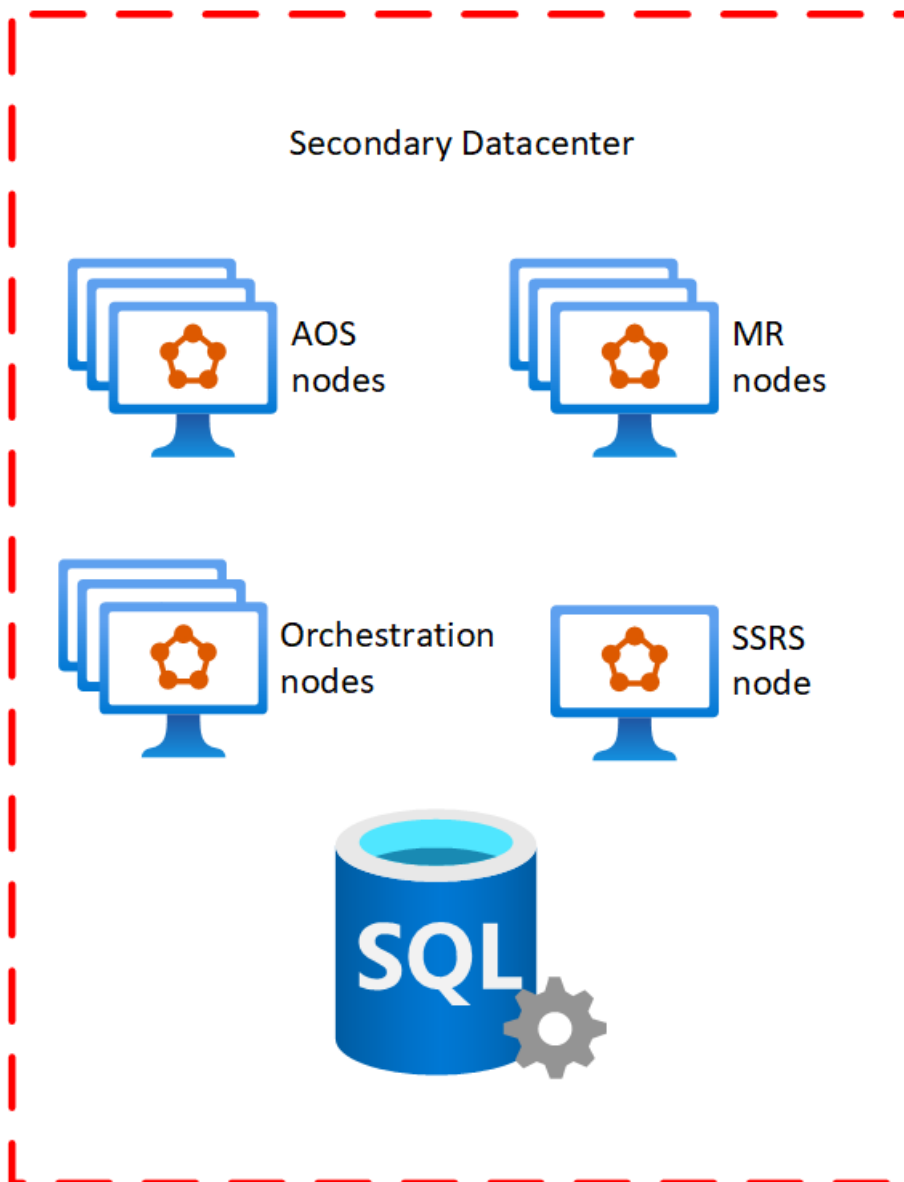 Secondary Datacenter
AOS
nodes
MR
nodes
Orchestration
nodes
SSRS
node
SQL